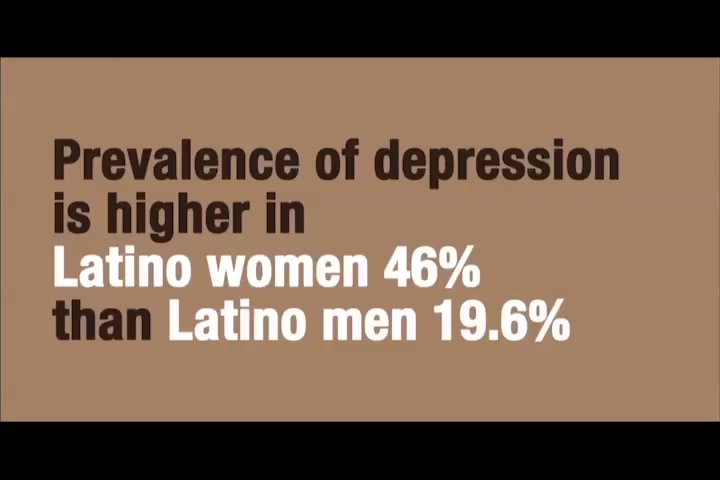 Prevalence of depression
is higher in
Latino women 46%
than Latino men 19.6%